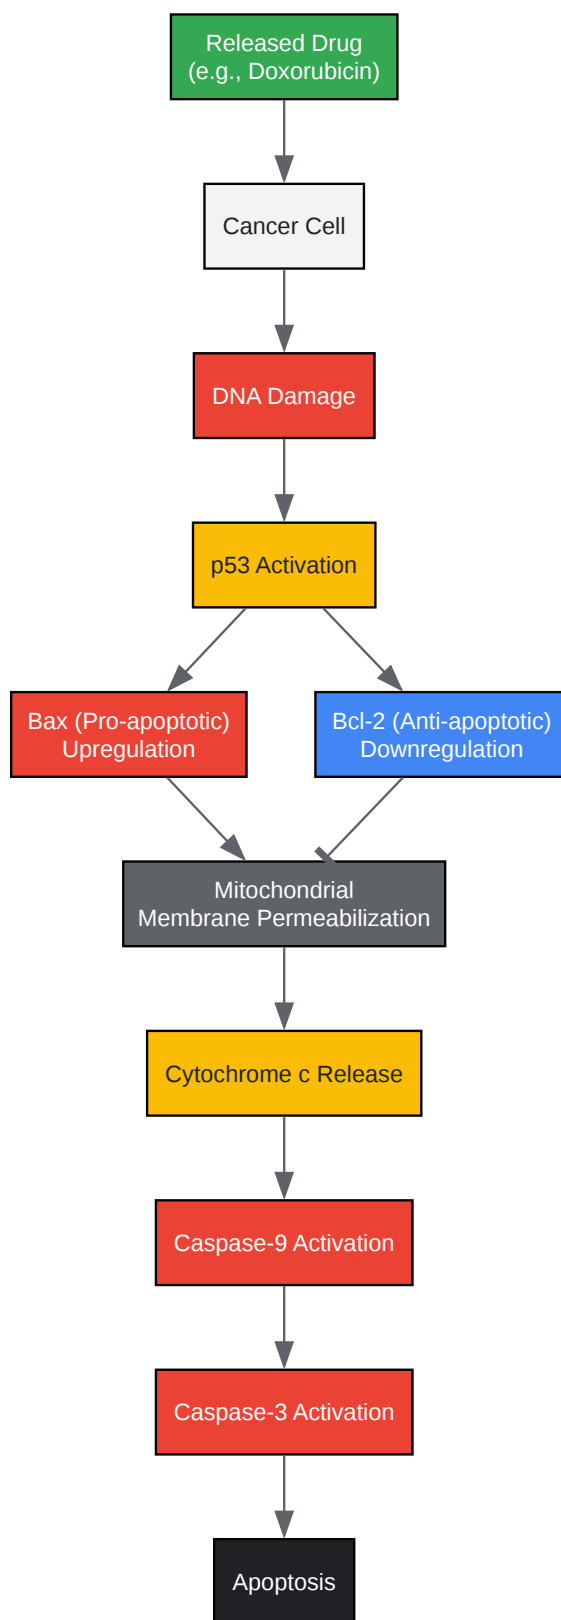 Released Drug
(e.g., Doxorubicin)
Cancer Cell
DNA Damage
p53 Activation
Bax (Pro-apoptotic)
Upregulation
Bcl-2 (Anti-apoptotic)
Downregulation
Mitochondrial
Membrane Permeabilization
Cytochrome c Release
Caspase-9 Activation
Caspase-3 Activation
Apoptosis